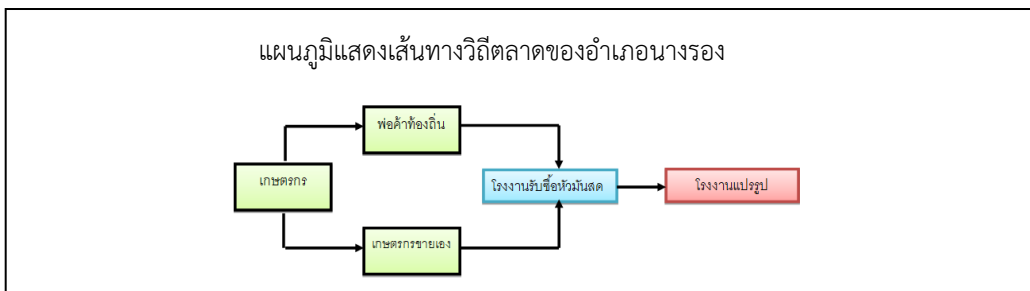 แผนภูมิแสดงเส้นทางวิถีตลาดของอำเภอนางรอง
พ่อค้าท้องถิ่น
เกษตรกร
โรงงานรับซื้อหัวมันสด
โรงงานแปรรูป
เกษตรกรขายเอง